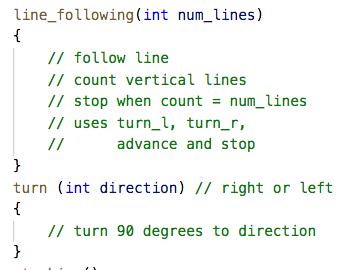 line_following(int num_lines)
{
// follow line
// count vertical lines
// stop when count = num_lines
// uses turn_l, turn_r,
//      advance and stop
}
turn (int direction) // right or left
{
// turn 90 degrees to direction
}